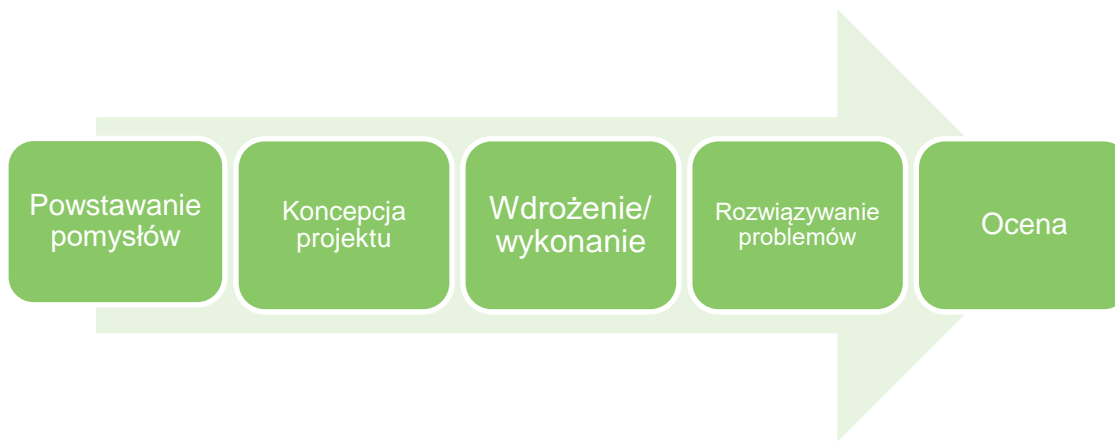 Powstawanie
pomysłów
Koncepcja
projektu
Wdrożenie/
wykonanie
Rozwiązywanie
problemów
Ocena